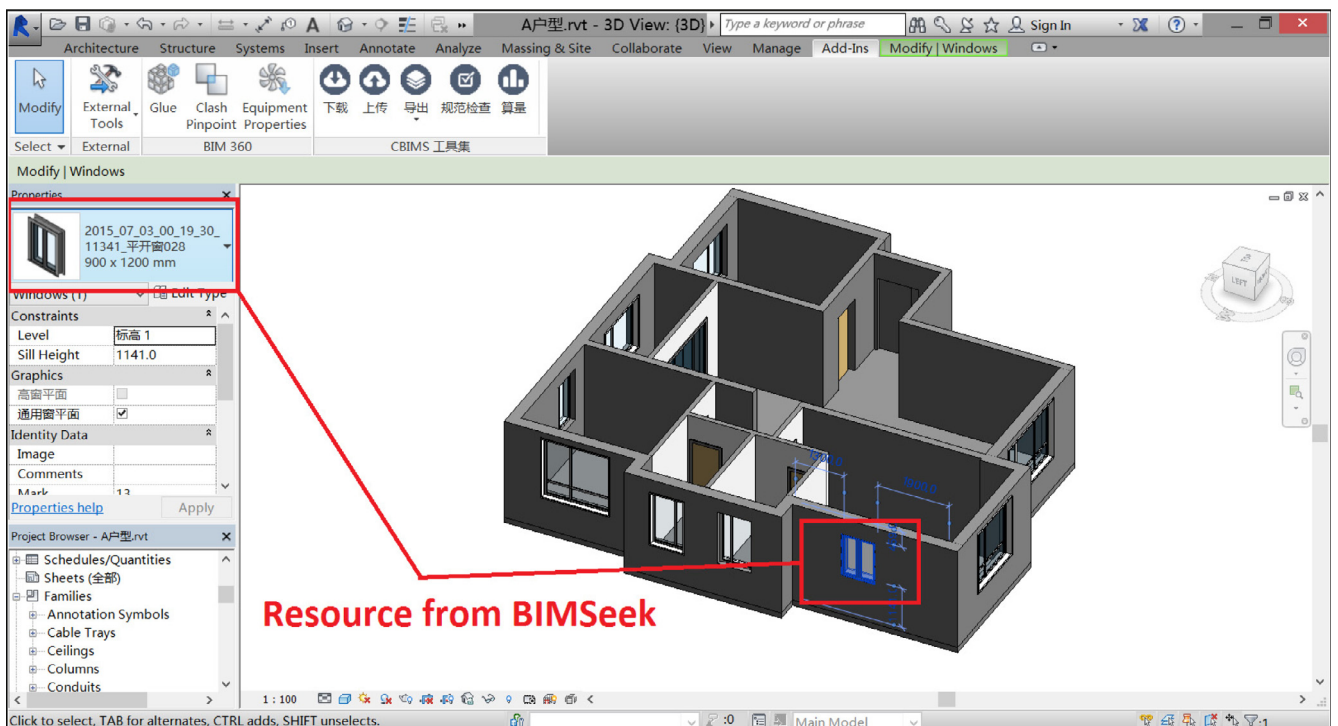 A户型.rvt - 3D View: {3D}
Type a keyword or phrase
Sign In
Architecture Structure Systems Insert Annotate Analyze Massing & Site Collaborate View Manage Add-Ins Modify | Windows
Modify
External Tools
Glue
Clash Pinpoint
Equipment Properties
下载
上传
导出
规范检查
算量
Select
External
BIM 360
CBIMS 工具集
Modify | Windows
Properties
2015_07_03_00_19_30_
11341_平开窗028
900 x 1200 mm
Windows (1)
Edit Type
Constraints
Level 标高 1
Sill Height 1141.0
Graphics
高窗平面
通用窗平面
Identity Data
Image
Comments
Mark 13
Properties help
Apply
Project Browser - A户型.rvt
Schedules/Quantities
Sheets (全部)
Families
Annotation Symbols
Cable Trays
Ceilings
Columns
Conduits
LEFT
Resource from BIMSeek
1 : 100
Click to select, TAB for alternates, CTRL adds, SHIFT unselects.
:0
Main Model
:1